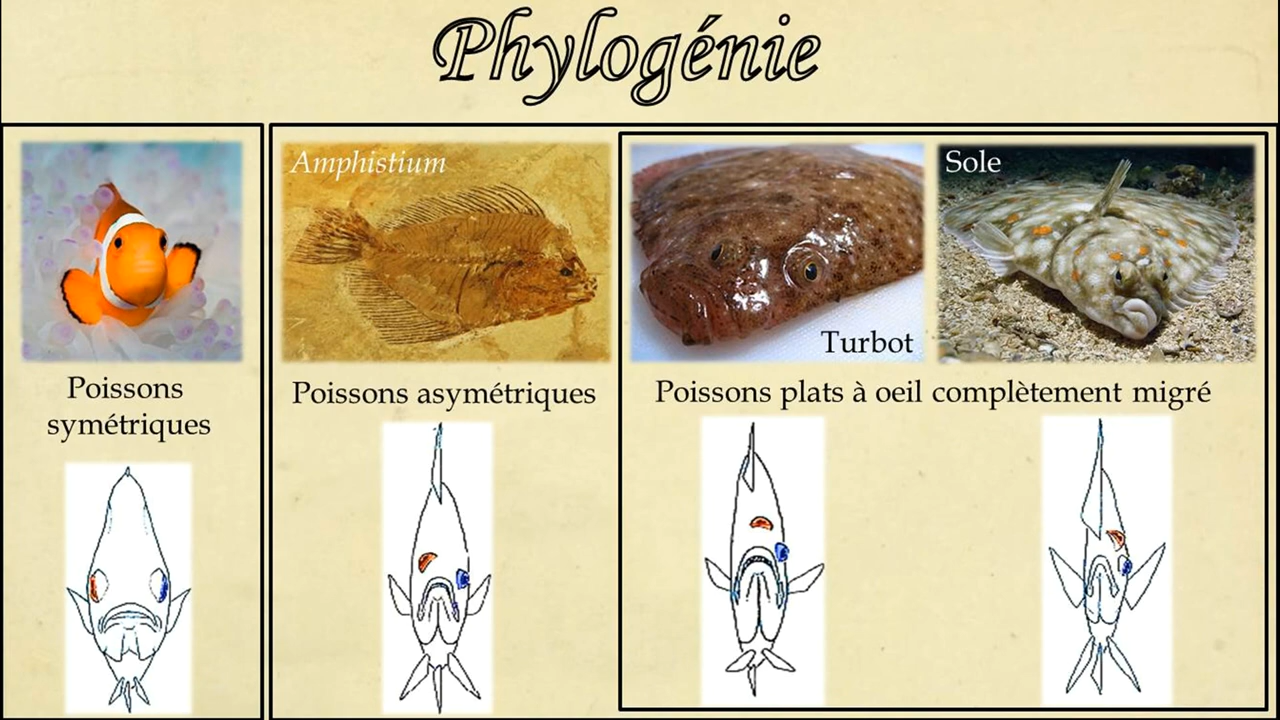 Phylogénie
Poissons
symétriques
Amphistium
Poissons asymétriques
Turbot
Sole
Poissons plats à oeil complètement migré